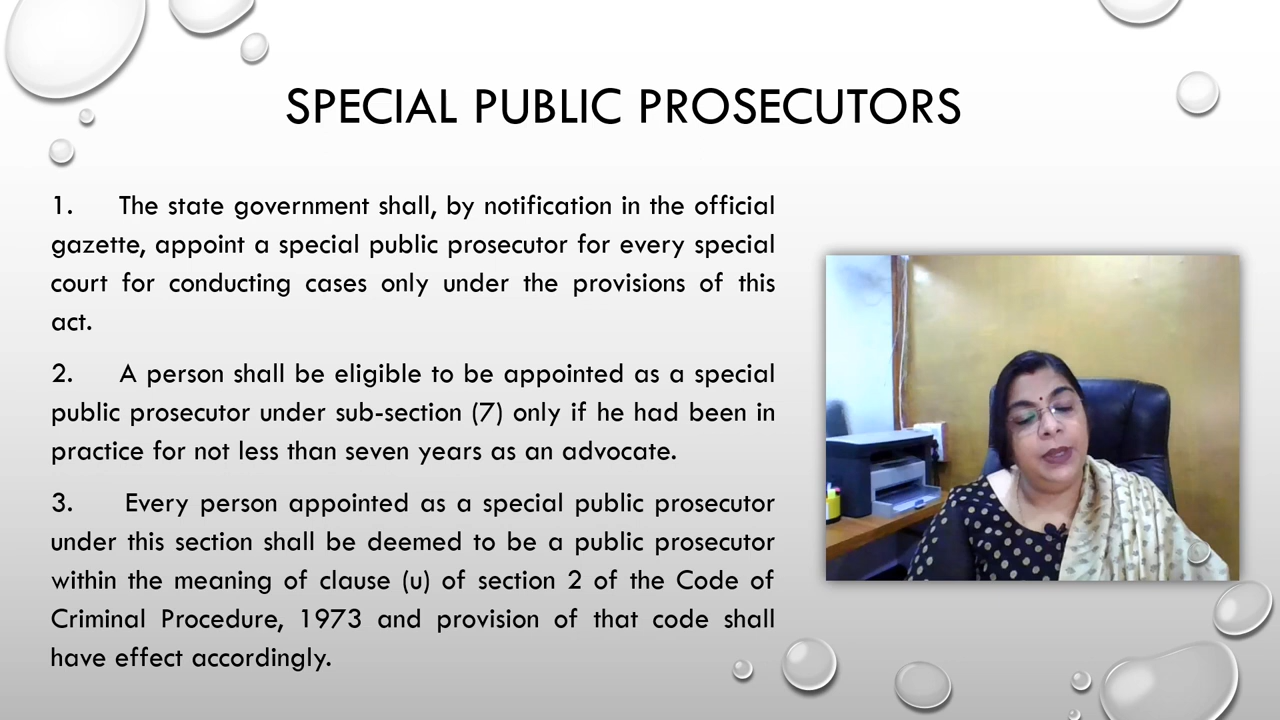 SPECIAL PUBLIC PROSECUTORS
1. The state government shall, by notification in the official
gazette, appoint a special public prosecutor for every special
court for conducting cases only under the provisions of this
act.
2. A person shall be eligible to be appointed as a special
public prosecutor under sub-section (7) only if he had been in
practice for not less than seven years as an advocate.
3. Every person appointed as a special public prosecutor
under this section shall be deemed to be a public prosecutor
within the meaning of clause (u) of section 2 of the Code of
Criminal Procedure, 1973 and provision of that code shall
have effect accordingly.